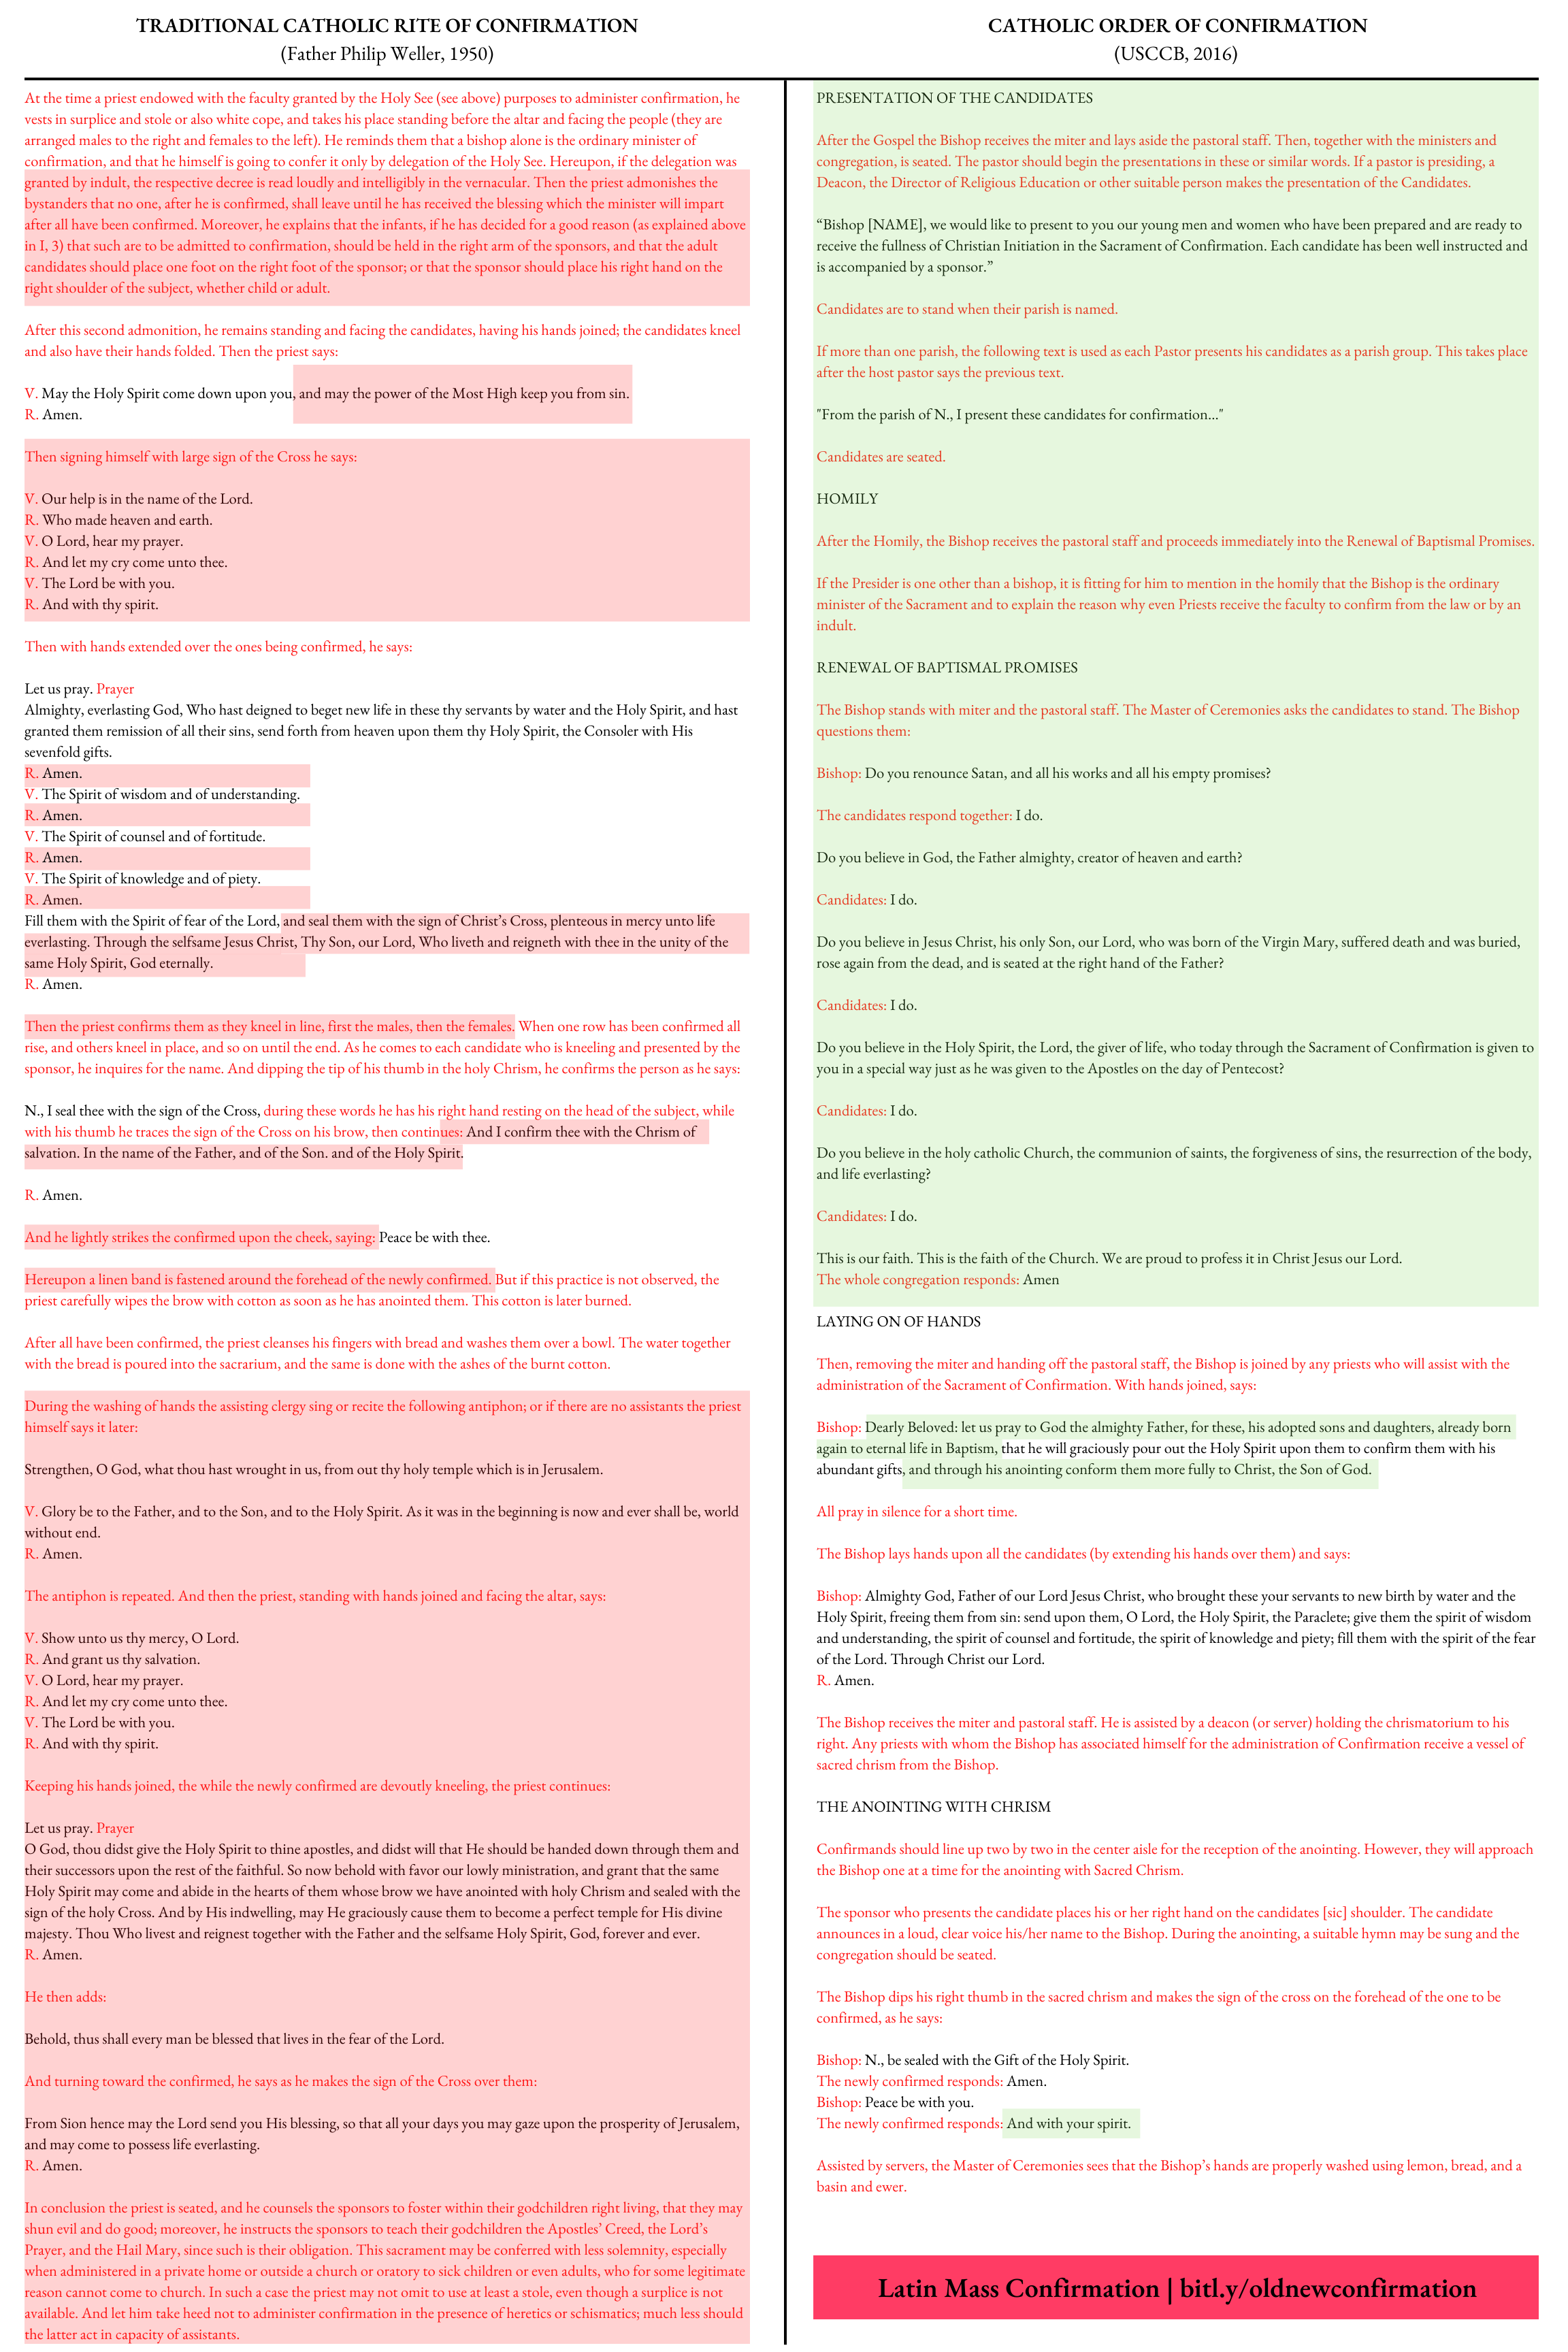 TRADITIONAL CATHOLIC RITE OF CONFIRMATION
(Father Philip Weller, 1950)
At the time a priest endowed with the faculty granted by the Holy See (see above) purposes to administer confirmation, he
vests in surplice and stole or also white cope, and takes his place standing before the altar and facing the people (they are
arranged males to the right and females to the left). He reminds them that a bishop alone is the ordinary minister of
confirmation, and that he himself is going to confer it only by delegation of the Holy See. Hereupon, if the delegation was
granted by indult, the respective decree is read loudly and intelligibly in the vernacular. Then the priest admonishes the
bystanders that no one, after he is confirmed, shall leave until he has received the blessing which the minister will impart
after all have been confirmed. Moreover, he explains that the infants, if he has decided for a good reason (as explained above
in I, 3) that such are to be admitted to confirmation, should be held in the right arm of the sponsors, and that the adult
candidates should place one foot on the right foot of the sponsor; or that the sponsor should place his right hand on the
right shoulder of the subject, whether child or adult.
After this second admonition, he remains standing and facing the candidates, having his hands joined; the candidates kneel
and also have their hands folded. Then the priest says:
V. May the Holy Spirit come down upon you, and may the power of the Most High keep you from sin.
R. Amen.
Then signing himself with large sign of the Cross he says:
V. Our help is in the name of the Lord.
R. Who made heaven and earth.
V. O Lord, hear my prayer.
R. And let my cry come unto thee.
V. The Lord be with you.
R. And with thy spirit.
Then with hands extended over the ones being confirmed, he says:
Let us pray. Prayer
Almighty, everlasting God, Who hast deigned to beget new life in these thy servants by water and the Holy Spirit, and hast
granted them remission of all their sins, send forth from heaven upon them thy Holy Spirit, the Consoler with His
sevenfold gifts.
R. Amen.
V. The Spirit of wisdom and of understanding.
R. Amen.
V. The Spirit of counsel and of fortitude.
R. Amen.
V. The Spirit of knowledge and of piety.
R. Amen.
Fill them with the Spirit of fear of the Lord, and seal them with the sign of Christ's Cross, plenteous in mercy unto life
everlasting. Through the selfsame Jesus Christ, Thy Son, our Lord, Who liveth and reigneth with thee in the unity of the
same Holy Spirit, God eternally.
R. Amen.
Then the priest confirms them as they kneel in line, first the males, then the females. When one row has been confirmed all
rise, and others kneel in place, and so on until the end. As he comes to each candidate who is kneeling and presented by the
sponsor, he inquires for the name. And dipping the tip of his thumb in the holy Chrism, he confirms the person as he says:
N., I seal thee with the sign of the Cross, during these words he has his right hand resting on the head of the subject, while
with his thumb he traces the sign of the Cross on his brow, then continues: And I confirm thee with the Chrism of
salvation. In the name of the Father, and of the Son. and of the Holy Spirit.
R. Amen.
And he lightly strikes the confirmed upon the cheek, saying: Peace be with thee.
Hereupon a linen band is fastened around the forehead of the newly confirmed. But if this practice is not observed, the
priest carefully wipes the brow with cotton as soon as he has anointed them. This cotton is later burned.
After all have been confirmed, the priest cleanses his fingers with bread and washes them over a bowl. The water together
with the bread is poured into the sacrarium, and the same is done with the ashes of the burnt cotton.
During the washing of hands the assisting clergy sing or recite the following antiphon; or if there are no assistants the priest
himself says it later:
Strengthen, O God, what thou hast wrought in us, from out thy holy temple which is in Jerusalem.
V. Glory be to the Father, and to the Son, and to the Holy Spirit. As it was in the beginning is now and ever shall be, world
without end.
R. Amen.
The antiphon is repeated. And then the priest, standing with hands joined and facing the altar, says:
V. Show unto us thy mercy, O Lord.
R. And grant us thy salvation.
V. O Lord, hear my prayer.
R. And let my cry come unto thee.
V. The Lord be with you.
R. And with thy spirit.
Keeping his hands joined, the while the newly confirmed are devoutly kneeling, the priest continues:
Let us pray. Prayer
O God, thou didst give the Holy Spirit to thine apostles, and didst will that He should be handed down through them and
their successors upon the rest of the faithful. So now behold with favor our lowly ministration, and grant that the same
Holy Spirit may come and abide in the hearts of them whose brow we have anointed with holy Chrism and sealed with the
sign of the holy Cross. And by His indwelling, may He graciously cause them to become a perfect temple for His divine
majesty. Thou Who livest and reignest together with the Father and the selfsame Holy Spirit, God, forever and ever.
R. Amen.
He then adds:
Behold, thus shall every man be blessed that lives in the fear of the Lord.
And turning toward the confirmed, he says as he makes the sign of the Cross over them:
From Sion hence may the Lord send you His blessing, so that all your days you may gaze upon the prosperity of Jerusalem,
and may come to possess life everlasting.
R. Amen.
In conclusion the priest is seated, and he counsels the sponsors to foster within their godchildren right living, that they may
shun evil and do good; moreover, he instructs the sponsors to teach their godchildren the Apostles' Creed, the Lord's
Prayer, and the Hail Mary, since such is their obligation. This sacrament may be conferred with less solemnity, especially
when administered in a private home or outside a church or oratory to sick children or even adults, who for some legitimate
reason cannot come to church. In such a case the priest may not omit to use at least a stole, even though a surplice is not
available. And let him take heed not to administer confirmation in the presence of heretics or schismatics; much less should
the latter act in capacity of assistants.
CATHOLIC ORDER OF CONFIRMATION
(USCCB, 2016)
PRESENTATION OF THE CANDIDATES
After the Gospel the Bishop receives the miter and lays aside the pastoral staff. Then, together with the ministers and
congregation, is seated. The pastor should begin the presentations in these or similar words. If a pastor is presiding, a
Deacon, the Director of Religious Education or other suitable person makes the presentation of the Candidates.
“Bishop [NAME], we would like to present to you our young men and women who have been prepared and are ready to
receive the fullness of Christian Initiation in the Sacrament of Confirmation. Each candidate has been well instructed and
is accompanied by a sponsor.”
Candidates are to stand when their parish is named.
If more than one parish, the following text is used as each Pastor presents his candidates as a parish group. This takes place
after the host pastor says the previous text.
"From the parish of N., I present these candidates for confirmation..."
Candidates are seated.
HOMILY
After the Homily, the Bishop receives the pastoral staff and proceeds immediately into the Renewal of Baptismal Promises.
If the Presider is one other than a bishop, it is fitting for him to mention in the homily that the Bishop is the ordinary
minister of the Sacrament and to explain the reason why even Priests receive the faculty to confirm from the law or by an
indult.
RENEWAL OF BAPTISMAL PROMISES
The Bishop stands with miter and the pastoral staff. The Master of Ceremonies asks the candidates to stand. The Bishop
questions them:
Bishop: Do you renounce Satan, and all his works and all his empty promises?
The candidates respond together: I do.
Do you believe in God, the Father almighty, creator of heaven and earth?
Candidates: I do.
Do you believe in Jesus Christ, his only Son, our Lord, who was born of the Virgin Mary, suffered death and was buried,
rose again from the dead, and is seated at the right hand of the Father?
Candidates: I do.
Do you believe in the Holy Spirit, the Lord, the giver of life, who today through the Sacrament of Confirmation is given to
you in a special way just as he was given to the Apostles on the day of Pentecost?
Candidates: I do.
Do you believe in the holy catholic Church, the communion of saints, the forgiveness of sins, the resurrection of the body,
and life everlasting?
Candidates: I do.
This is our faith. This is the faith of the Church. We are proud to profess it in Christ Jesus our Lord.
The whole congregation responds: Amen
LAYING ON OF HANDS
Then, removing the miter and handing off the pastoral staff, the Bishop is joined by any priests who will assist with the
administration of the Sacrament of Confirmation. With hands joined, says:
Bishop: Dearly Beloved: let us pray to God the almighty Father, for these, his adopted sons and daughters, already born
again to eternal life in Baptism, that he will graciously pour out the Holy Spirit upon them to confirm them with his
abundant gifts, and through his anointing conform them more fully to Christ, the Son of God.
All pray in silence for a short time.
The Bishop lays hands upon all the candidates (by extending his hands over them) and says:
Bishop: Almighty God, Father of our Lord Jesus Christ, who brought these your servants to new birth by water and the
Holy Spirit, freeing them from sin: send upon them, O Lord, the Holy Spirit, the Paraclete; give them the spirit of wisdom
and understanding, the spirit of counsel and fortitude, the spirit of knowledge and piety; fill them with the spirit of the fear
of the Lord. Through Christ our Lord.
R. Amen.
The Bishop receives the miter and pastoral staff. He is assisted by a deacon (or server) holding the chrismatorium to his
right. Any priests with whom the Bishop has associated himself for the administration of Confirmation receive a vessel of
sacred chrism from the Bishop.
THE ANOINTING WITH CHRISM
Confirmands should line up two by two in the center aisle for the reception of the anointing. However, they will approach
the Bishop one at a time for the anointing with Sacred Chrism.
The sponsor who presents the candidate places his or her right hand on the candidates [sic] shoulder. The candidate
announces in a loud, clear voice his/her name to the Bishop. During the anointing, a suitable hymn may be sung and the
congregation should be seated.
The Bishop dips his right thumb in the sacred chrism and makes the sign of the cross on the forehead of the one to be
confirmed, as he says:
Bishop: N., be sealed with the Gift of the Holy Spirit.
The newly confirmed responds: Amen.
Bishop: Peace be with you.
The newly confirmed responds: And with your spirit.
Assisted by servers, the Master of Ceremonies sees that the Bishop's hands are properly washed using lemon, bread, and a
basin and ewer.
Latin Mass Confirmation | bitl.y/oldnewconfirmation